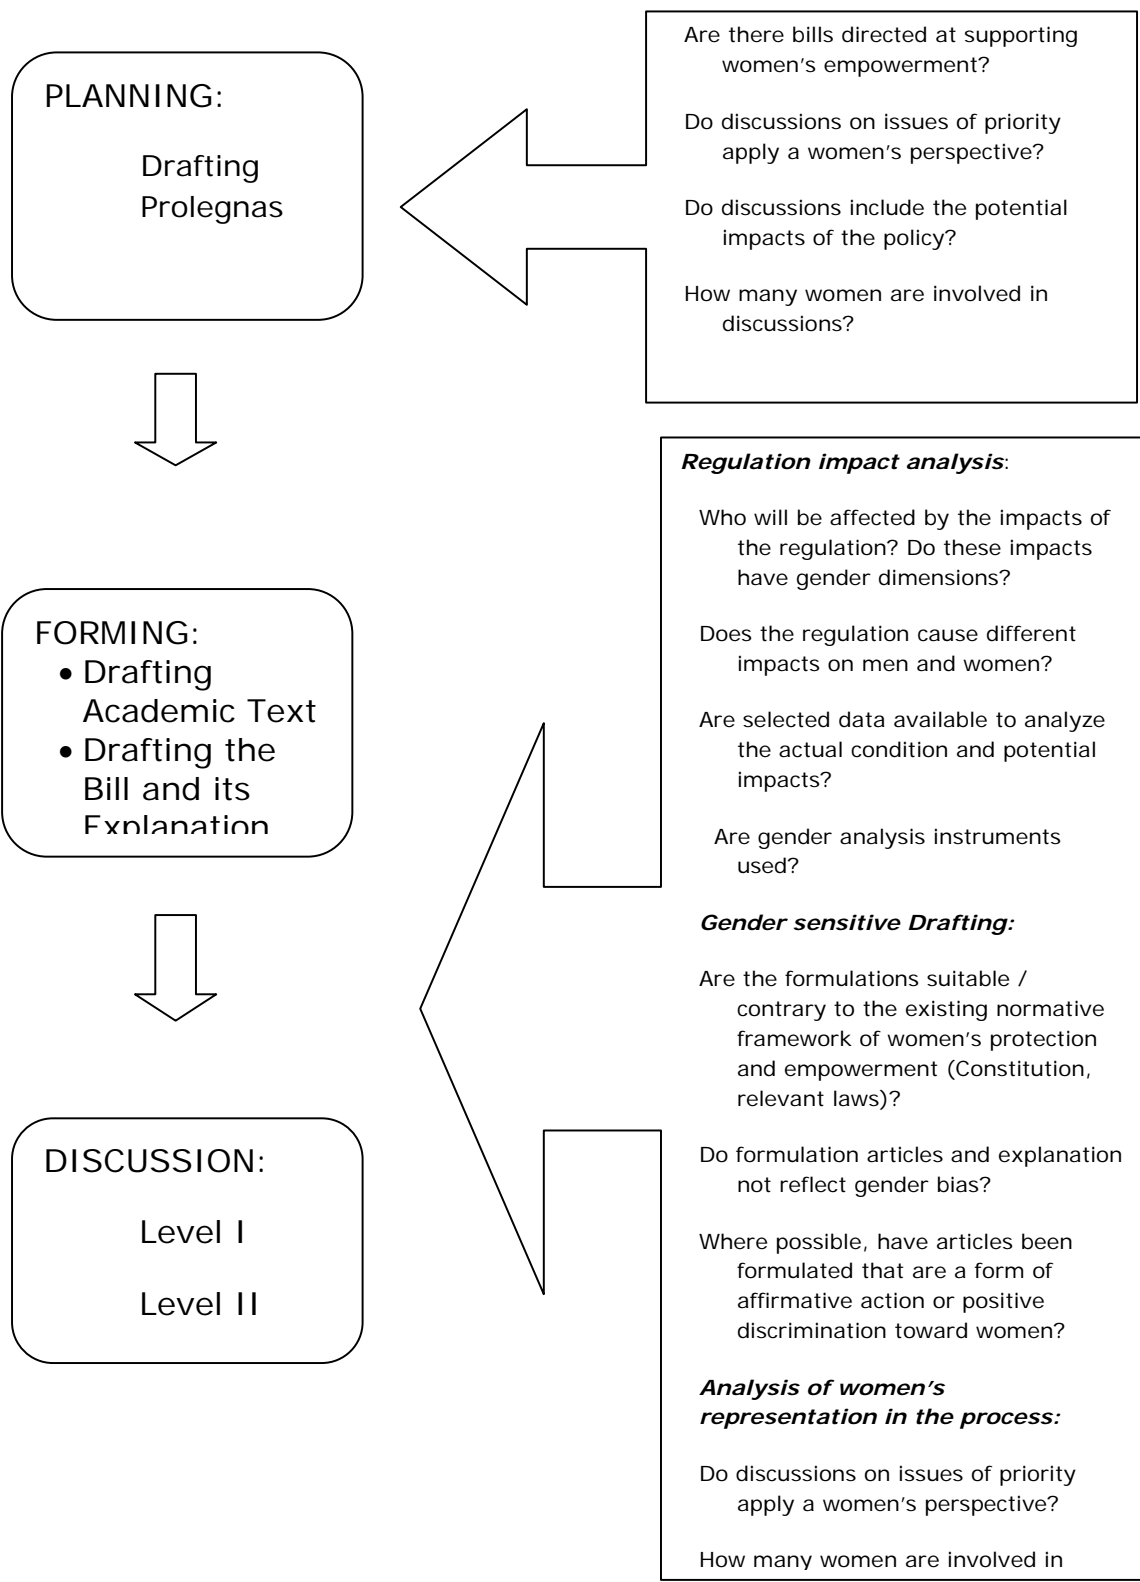 PLANNING:
Drafting
Prolegnas
Are there bills directed at supporting
women's empowerment?
Do discussions on issues of priority
apply a women's perspective?
Do discussions include the potential
impacts of the policy?
How many women are involved in
discussions?
FORMING:
• Drafting
Academic Text
• Drafting the
Bill and its
Explanation
DISCUSSION:
Level I
Level II
Regulation impact analysis:
Who will be affected by the impacts of
the regulation? Do these impacts
have gender dimensions?
Does the regulation cause different
impacts on men and women?
Are selected data available to analyze
the actual condition and potential
impacts?
Are gender analysis instruments
used?
Gender sensitive Drafting:
Are the formulations suitable /
contrary to the existing normative
framework of women's protection
and empowerment (Constitution,
relevant laws)?
Do formulation articles and explanation
not reflect gender bias?
Where possible, have articles been
formulated that are a form of
affirmative action or positive
discrimination toward women?
Analysis of women's
representation in the process:
Do discussions on issues of priority
apply a women's perspective?
How many women are involved in